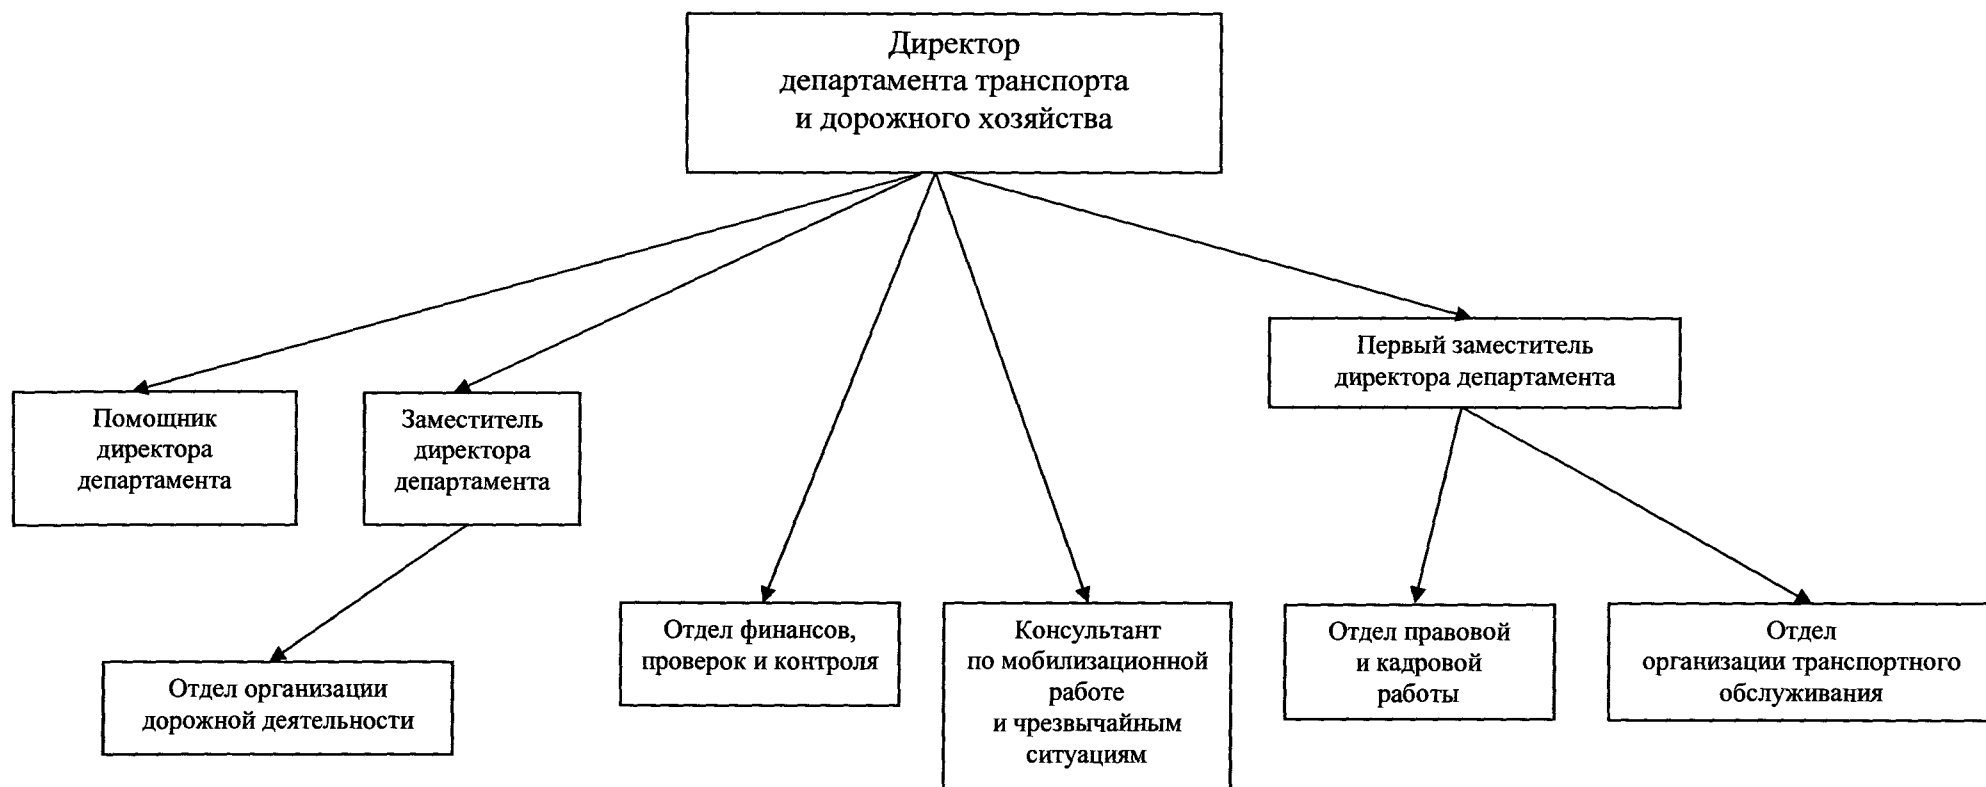 Директор
департамента транспорта
и дорожного хозяйства
Первый заместитель
директора департамента
Помощник
директора
департамента
Заместитель
директора
департамента
Отдел организации
дорожной деятельности
Отдел финансов,
проверок и контроля
Консультант
по мобилизационной
работе
и чрезвычайным
ситуациям
Отдел правовой
и кадровой
работы
Отдел
организации транспортного
обслуживания